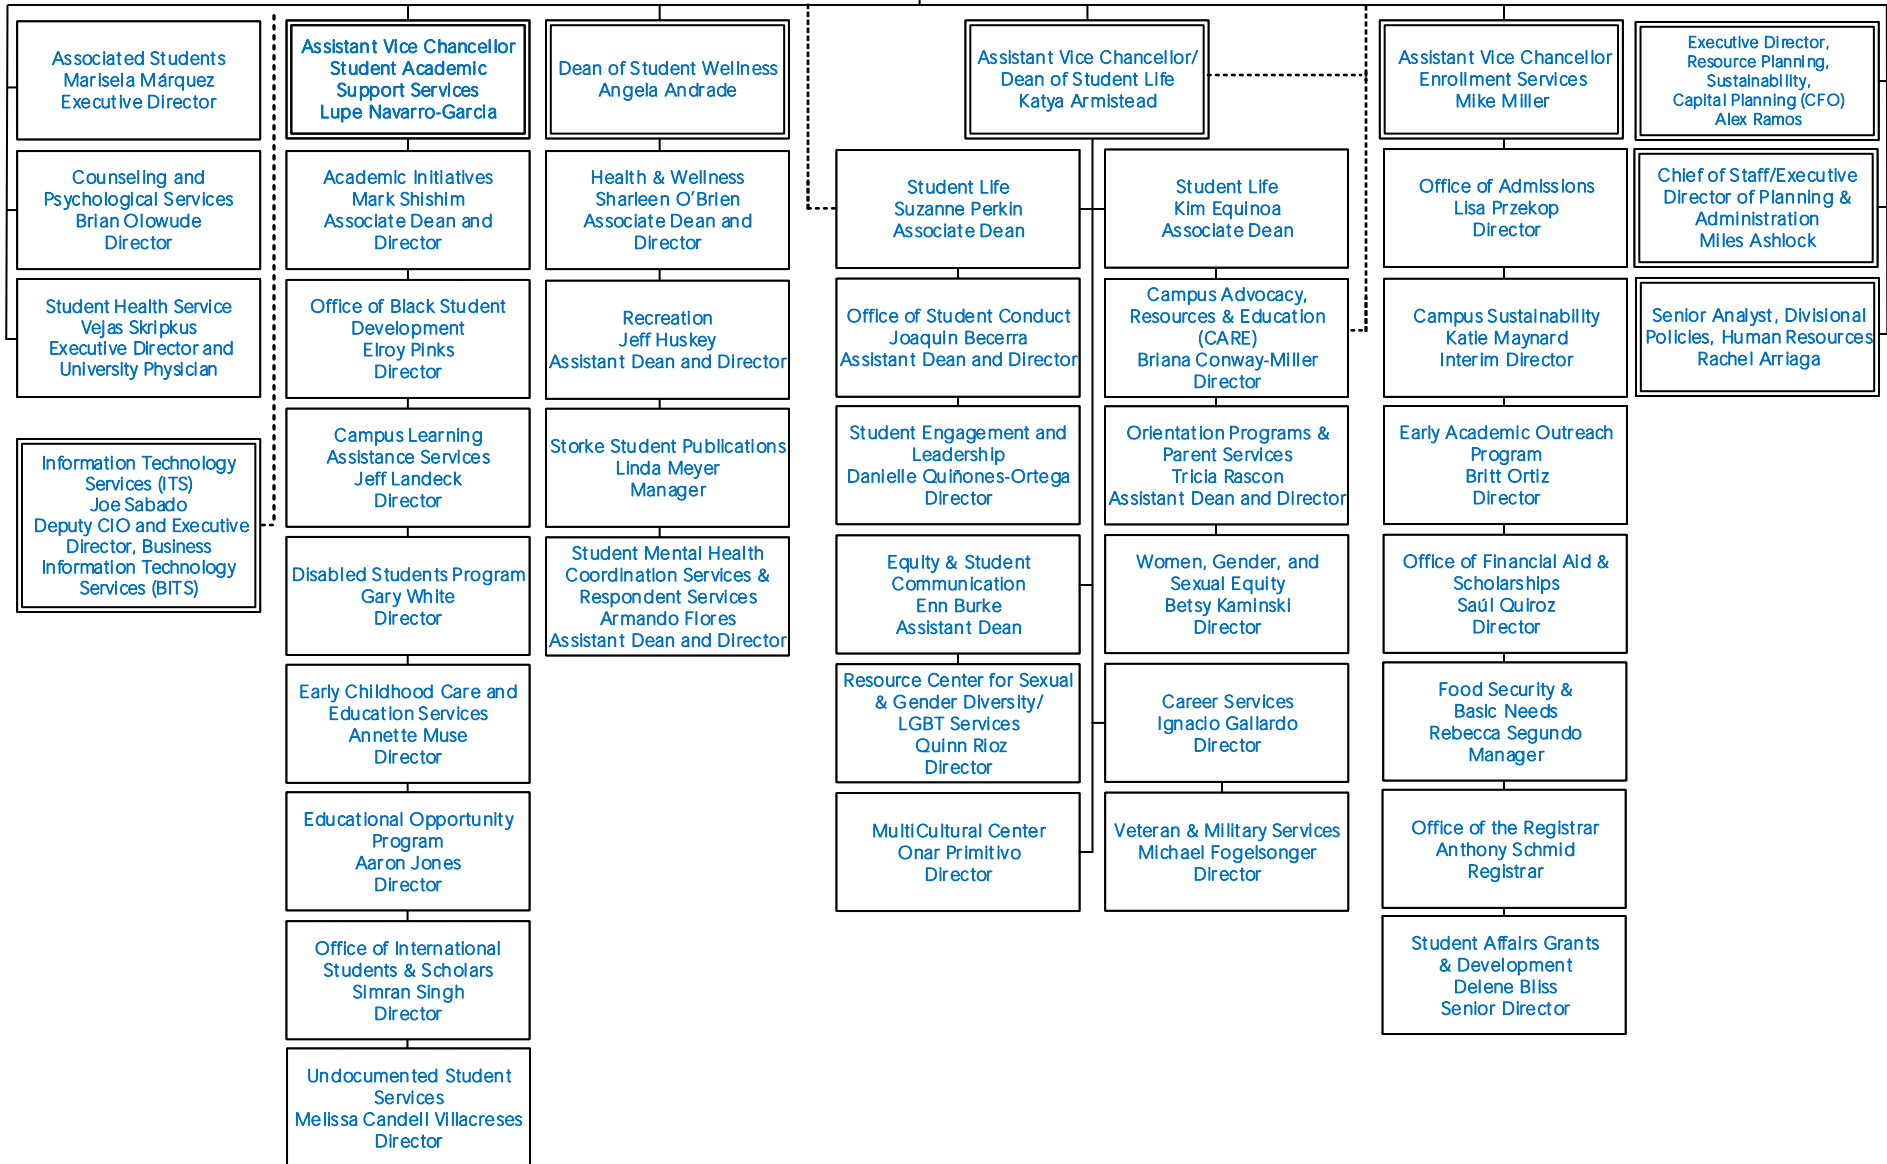 Associated Students
Marisela Márquez
Executive Director
Counseling and
Psychological Services
Brian Olowude
Director
Student Health Service
Vejas Skripkus
Executive Director and
University Physician
Information Technology
Services (ITS)
Joe Sabado
Deputy CIO and Executive
Director, Business
Information Technology
Services (BITS)
Assistant Vice Chancellor
Student Academic
Support Services
Lupe Navarro-Garcia
Academic Initiatives
Mark Shishim
Associate Dean and
Director
Office of Black Student
Development
Elroy Pinks
Director
Campus Learning
Assistance Services
Jeff Landeck
Director
Disabled Students Program
Gary White
Director
Early Childhood Care and
Education Services
Annette Muse
Director
Educational Opportunity
Program
Aaron Jones
Director
Office of International
Students & Scholars
Simran Singh
Director
Undocumented Student
Services
Melissa Candell Villacreses
Director
Dean of Student Wellness
Angela Andrade
Health & Wellness
Sharleen O'Brien
Associate Dean and
Director
Recreation
Jeff Huskey
Assistant Dean and Director
Storke Student Publications
Linda Meyer
Manager
Student Mental Health
Coordination Services &
Respondent Services
Armando Flores
Assistant Dean and Director
Assistant Vice Chancellor/
Dean of Student Life
Katya Armistead
Student Life
Suzanne Perkin
Associate Dean
Office of Student Conduct
Joaquin Becerra
Assistant Dean and Director
Student Engagement and
Leadership
Danielle Quiñones-Ortega
Director
Equity & Student
Communication
Enn Burke
Assistant Dean
Resource Center for Sexual
& Gender Diversity/
LGBT Services
Quinn Rioz
Director
MultiCultural Center
Onar Primitivo
Director
Student Life
Kim Equinoa
Associate Dean
Campus Advocacy,
Resources & Education
(CARE)
Briana Conway-Miller
Director
Orientation Programs &
Parent Services
Tricia Rascon
Assistant Dean and Director
Women, Gender, and
Sexual Equity
Betsy Kaminski
Director
Career Services
Ignacio Gallardo
Director
Veteran & Military Services
Michael Fogelsonger
Director
Assistant Vice Chancellor
Enrollment Services
Mike Miller
Office of Admissions
Lisa Przekop
Director
Campus Sustainability
Katie Maynard
Interim Director
Early Academic Outreach
Program
Britt Ortiz
Director
Office of Financial Aid &
Scholarships
Saúl Quiroz
Director
Food Security &
Basic Needs
Rebecca Segundo
Manager
Office of the Registrar
Anthony Schmid
Registrar
Student Affairs Grants
& Development
Delene Bliss
Senior Director
Executive Director,
Resource Planning,
Sustainability,
Capital Planning (CFO)
Alex Ramos
Chief of Staff/Executive
Director of Planning &
Administration
Miles Ashlock
Senior Analyst, Divisional
Policies, Human Resources
Rachel Arriaga